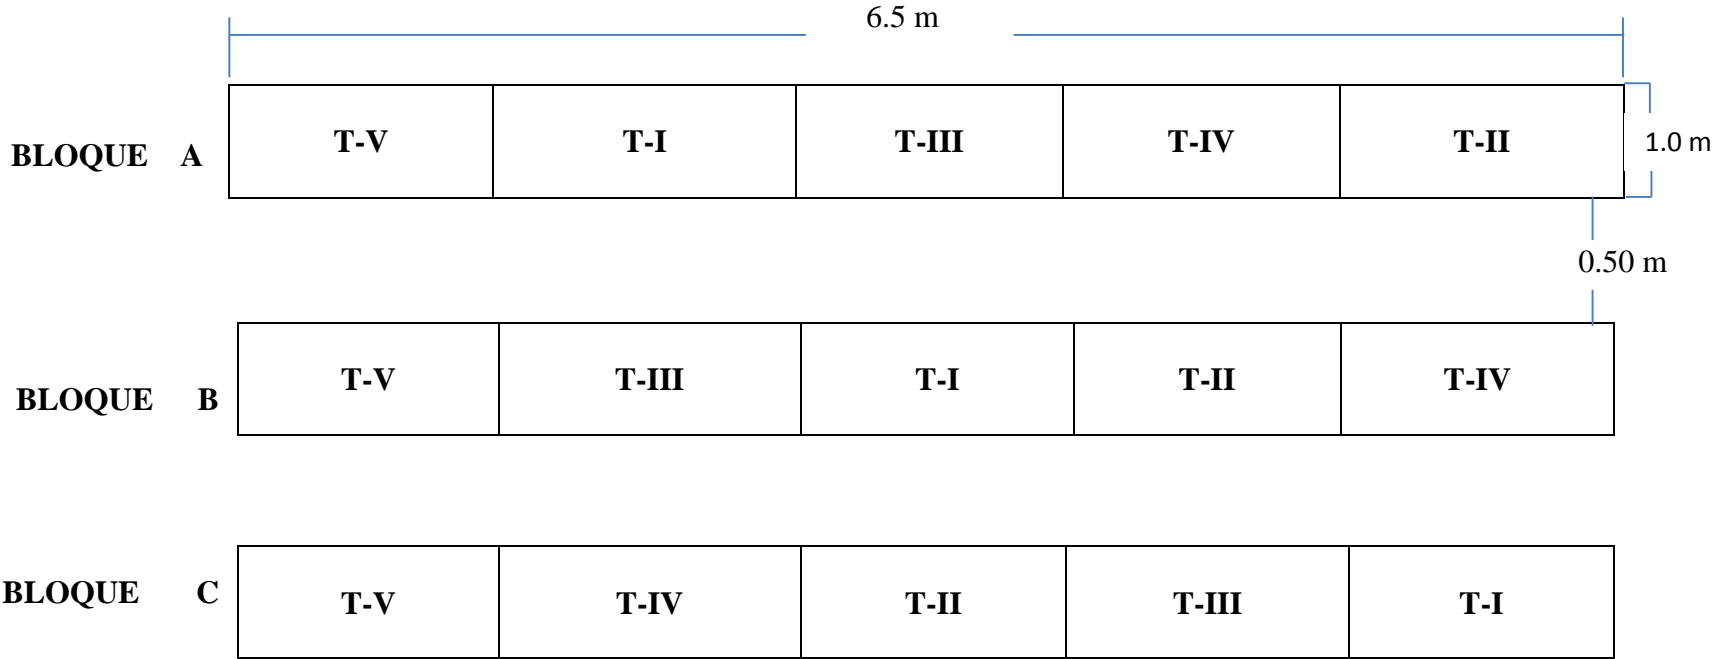 6.5 m
BLOQUE A T-V T-I T-III T-IV T-II 1.0 m
0.50 m
BLOQUE B T-V T-III T-I T-II T-IV
BLOQUE C T-V T-IV T-II T-III T-I